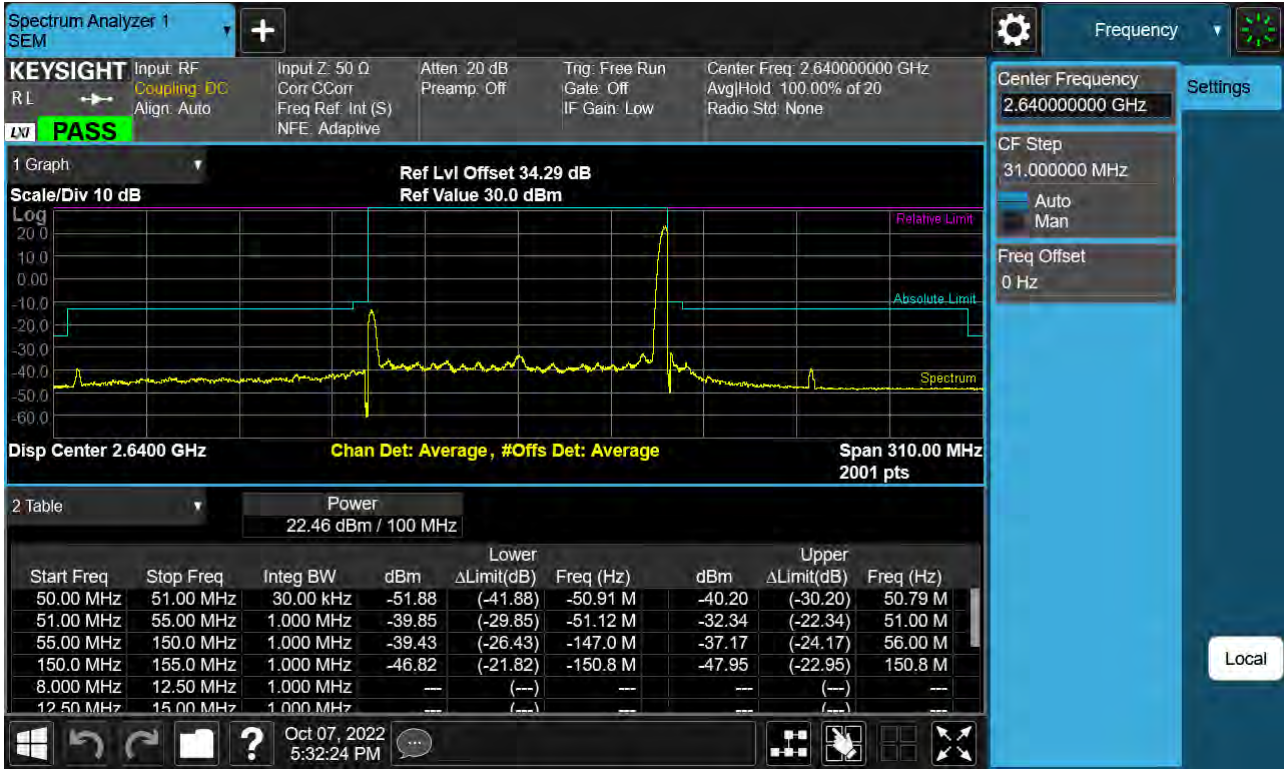 Spectrum Analyzer 1
SEM
Frequency
KEYSIGHT
RL
LXI
PASS
Input: RF
Coupling: DC
Align: Auto
Input Z: 50 Ω
Corr CCorr
Freq Ref: Int (S)
NFE: Adaptive
Atten: 20 dB
Preamp: Off
Trig: Free Run
Gate: Off
IF Gain: Low
Center Freq: 2.640000000 GHz
Avg|Hold: 100.00% of 20
Radio Std: None
Center Frequency
2.640000000 GHz
Settings
CF Step
31.000000 MHz
Auto
Man
Freq Offset
0 Hz
Local
1 Graph
Scale/Div 10 dB
Ref Lvl Offset 34.29 dB
Ref Value 30.0 dBm
Log
20.0
10.0
0.00
-10.0
-20.0
-30.0
-40.0
-50.0
-60.0
Relative Limit
Absolute Limit
Spectrum
Disp Center 2.6400 GHz
Chan Det: Average , #Offs Det: Average
Span 310.00 MHz
2001 pts
2 Table
Power
22.46 dBm / 100 MHz
Lower Upper
Start Freq Stop Freq Integ BW dBm ΔLimit(dB) Freq (Hz) dBm ΔLimit(dB) Freq (Hz)
50.00 MHz 51.00 MHz 30.00 kHz -51.88 (-41.88) -50.91 M -40.20 (-30.20) 50.79 M
51.00 MHz 55.00 MHz 1.000 MHz -39.85 (-29.85) -51.12 M -32.34 (-22.34) 51.00 M
55.00 MHz 150.0 MHz 1.000 MHz -39.43 (-26.43) -147.0 M -37.17 (-24.17) 56.00 M
150.0 MHz 155.0 MHz 1.000 MHz -46.82 (-21.82) -150.8 M -47.95 (-22.95) 150.8 M
8.000 MHz 12.50 MHz 1.000 MHz --- (---) --- --- (---) ---
12.50 MHz 15.00 MHz 1.000 MHz --- (---) --- --- (---) ---
?
Oct 07, 2022
5:32:24 PM